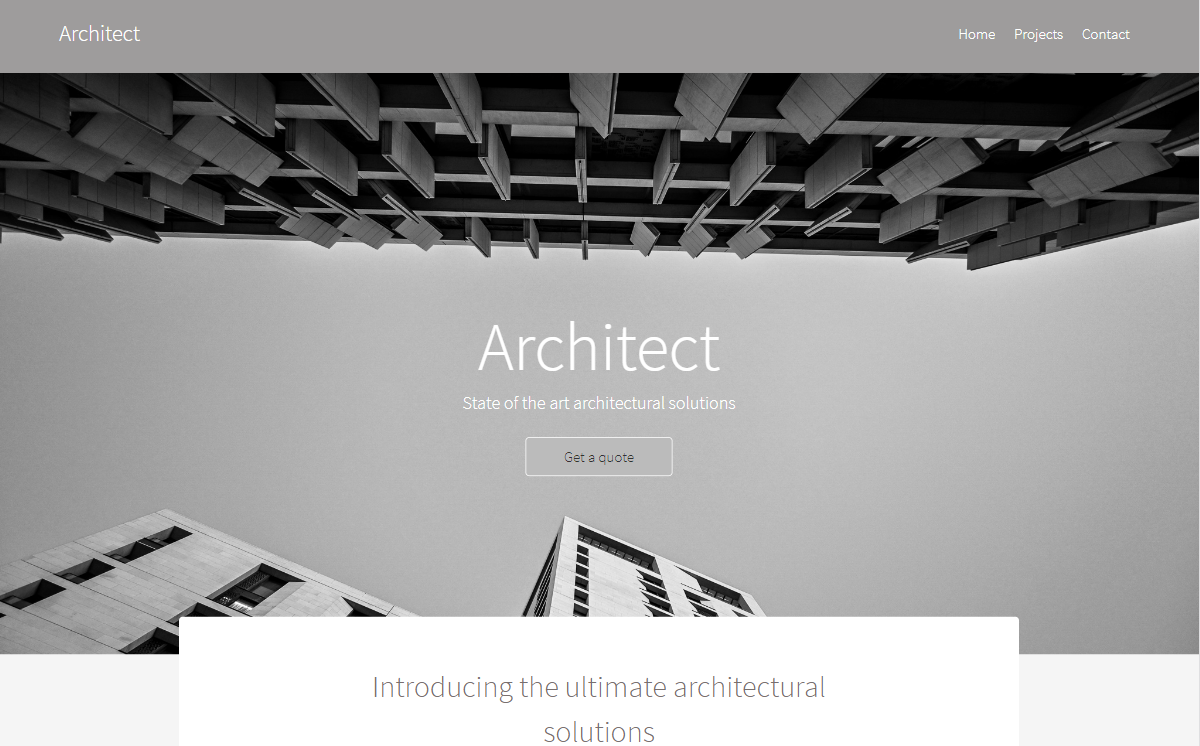 Architect
Home Projects Contact
Architect
State of the art architectural solutions
Get a quote
Introducing the ultimate architectural
solutions